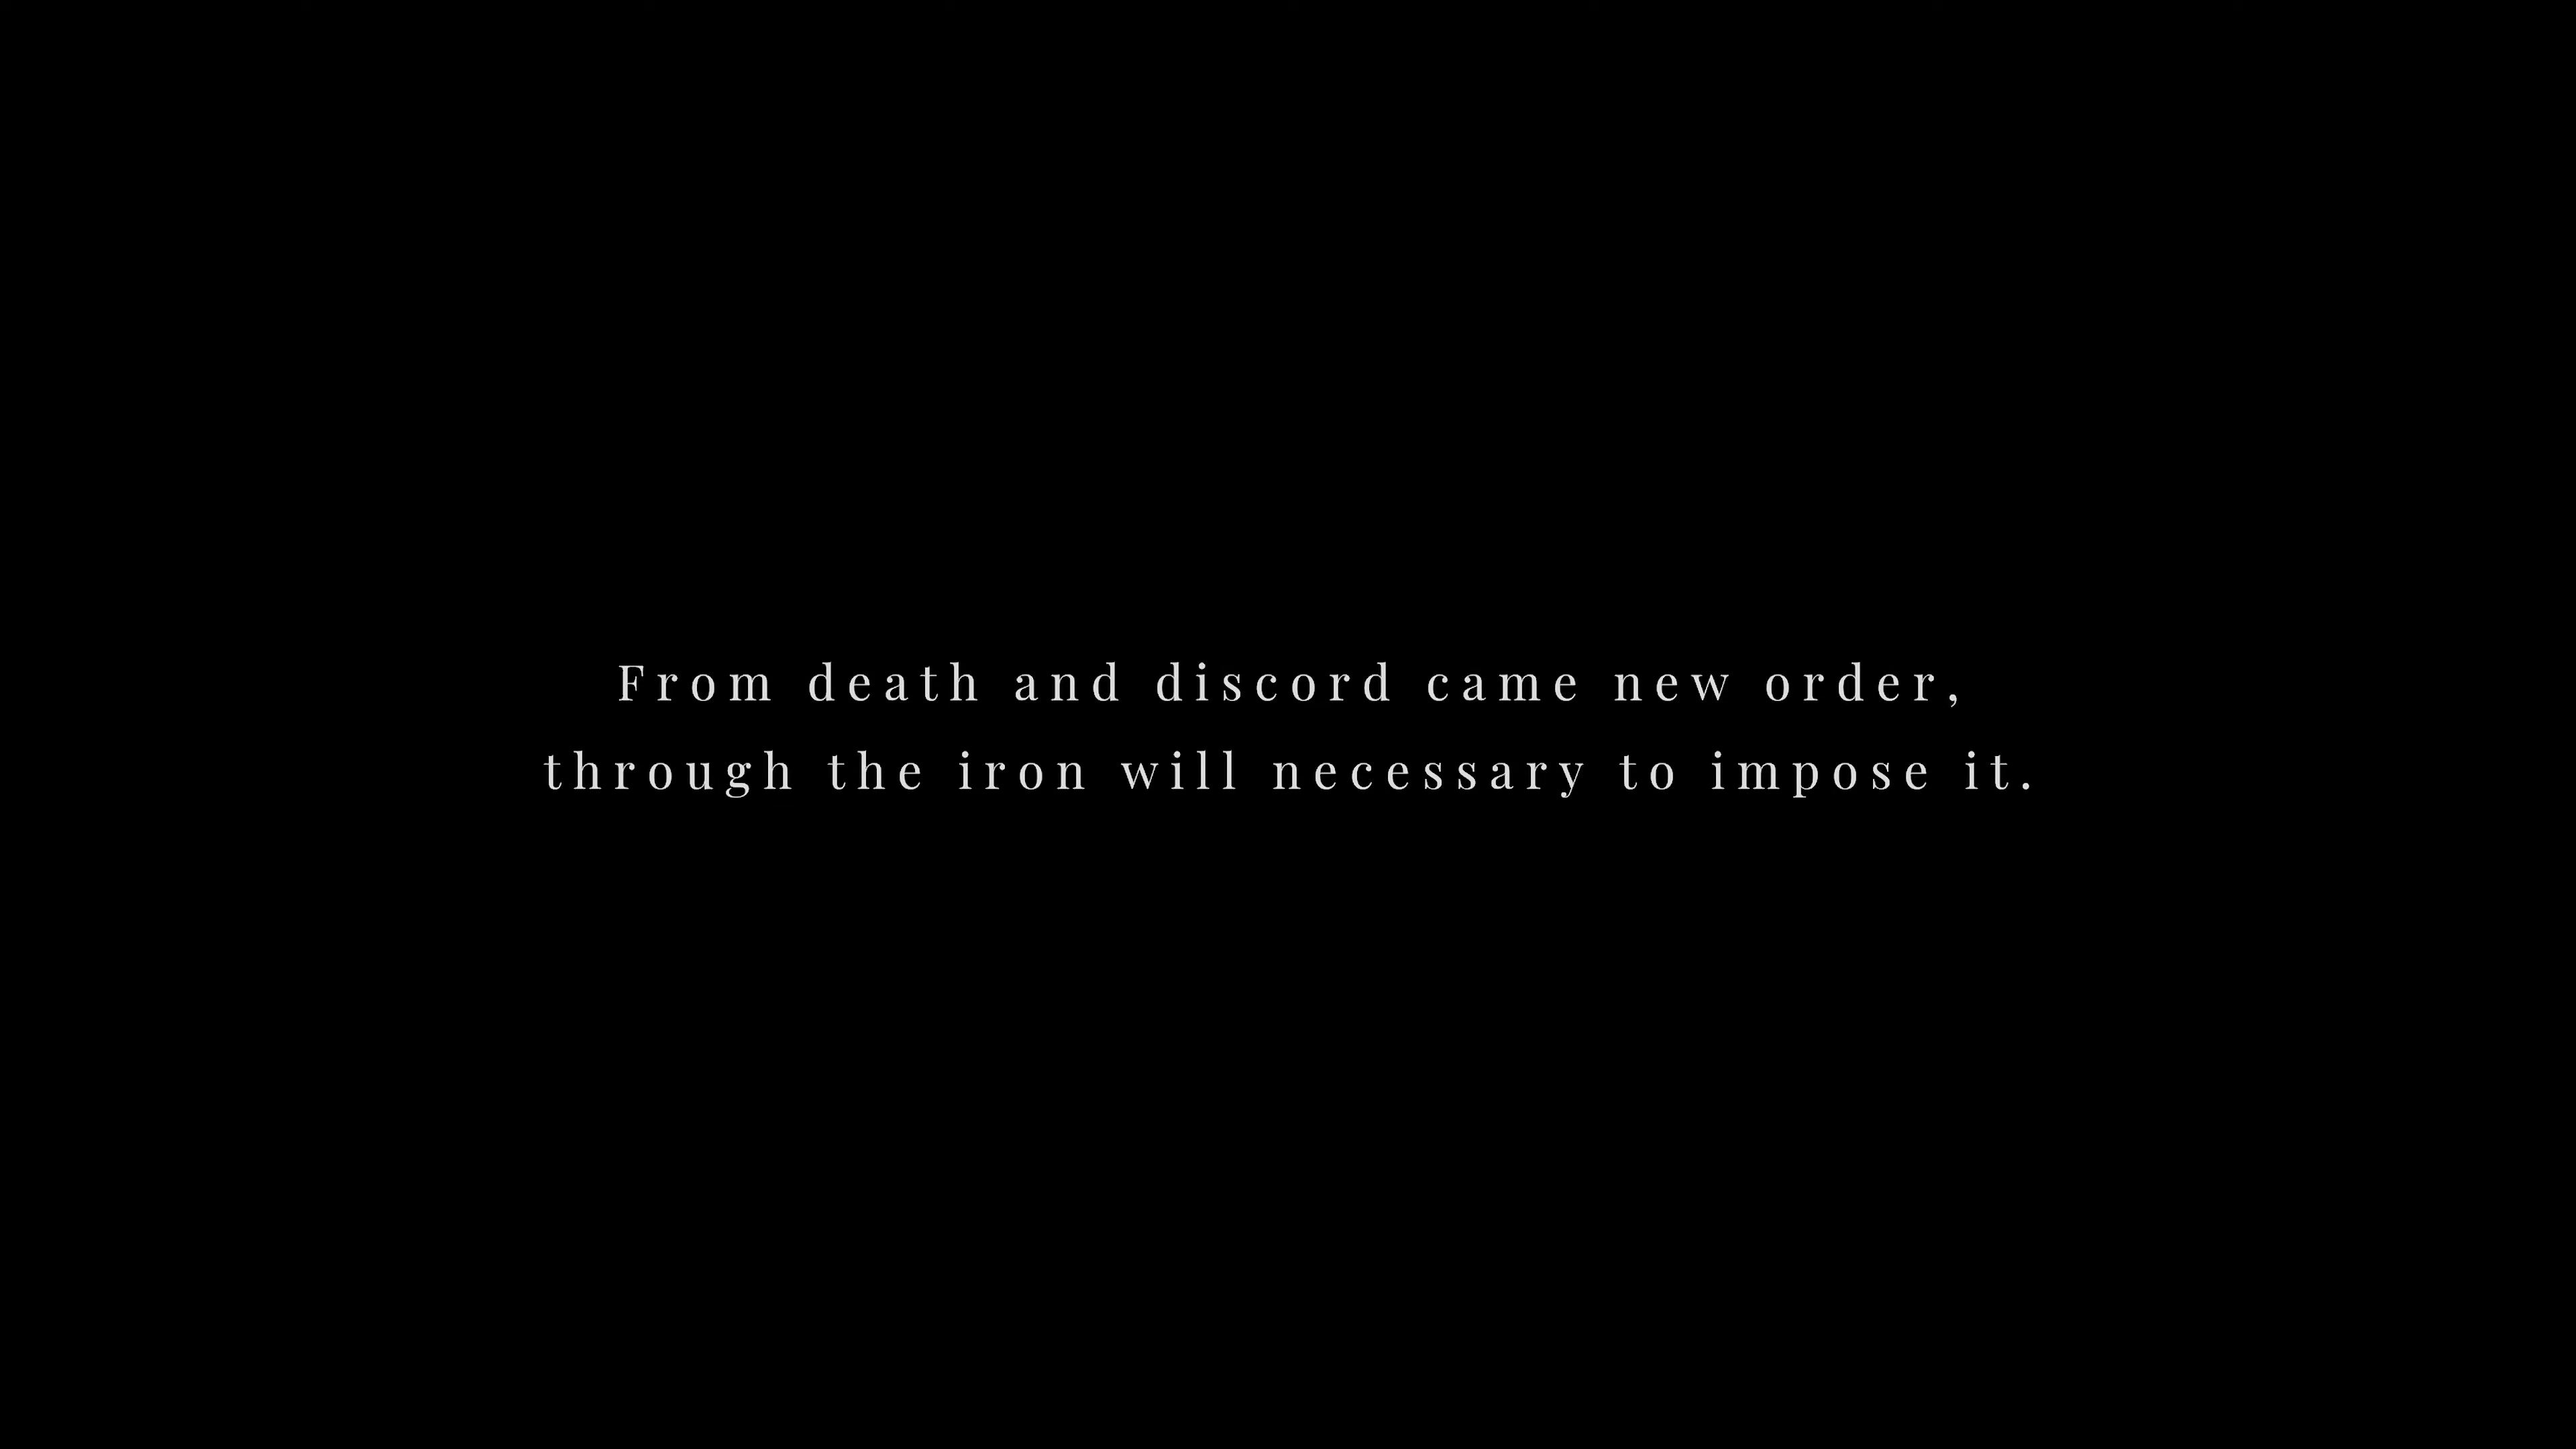 From death and discord came new order,
through the iron will necessary to impose it.